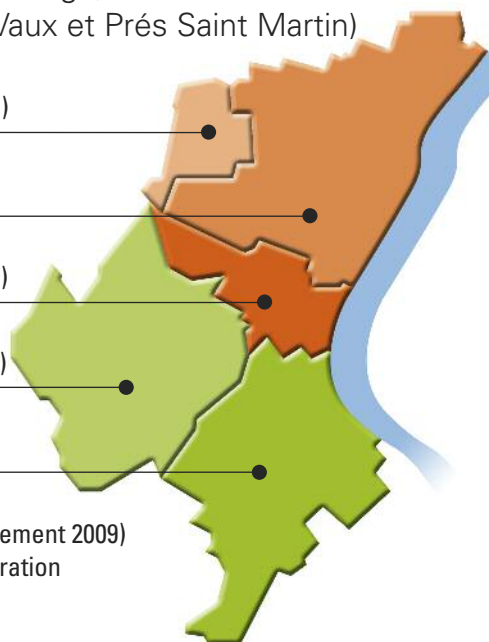 Vaux et Prés Saint Martin)
)
)
)
ement 2009)
ration